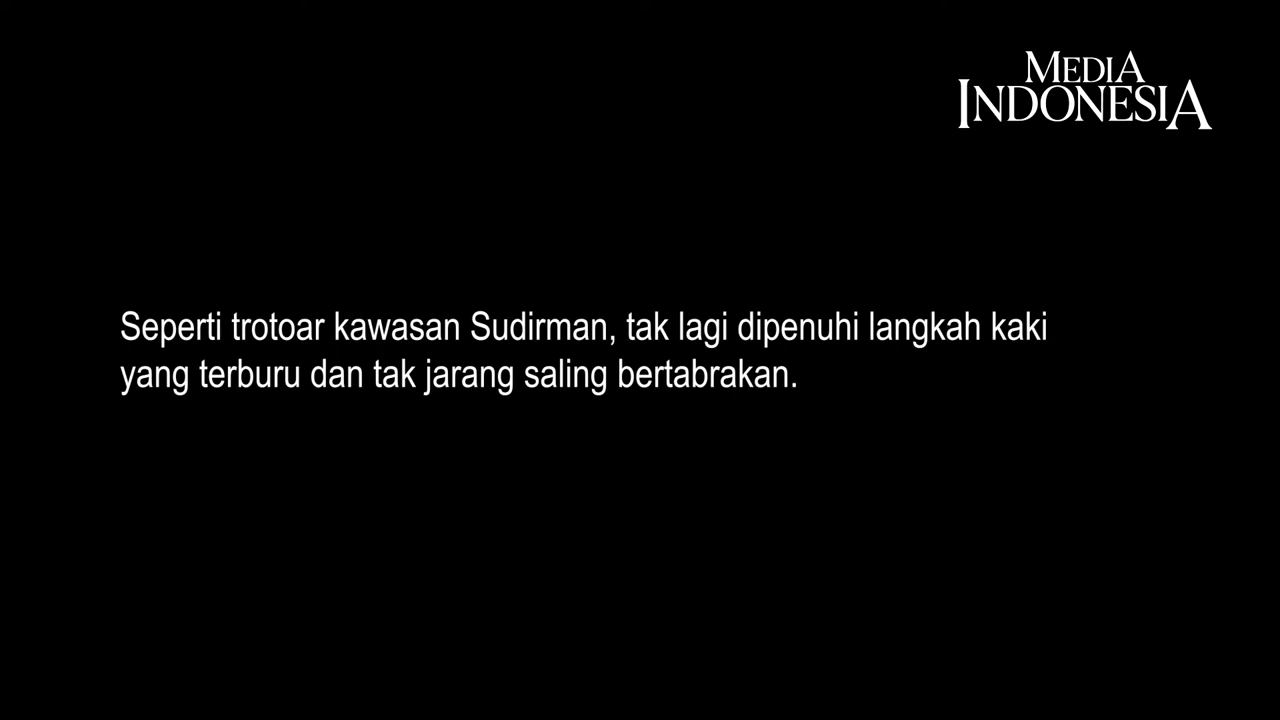 MEDIA
INDONESIA
Seperti trotoar kawasan Sudirman, tak lagi dipenuhi langkah kaki
yang terburu dan tak jarang saling bertabrakan.